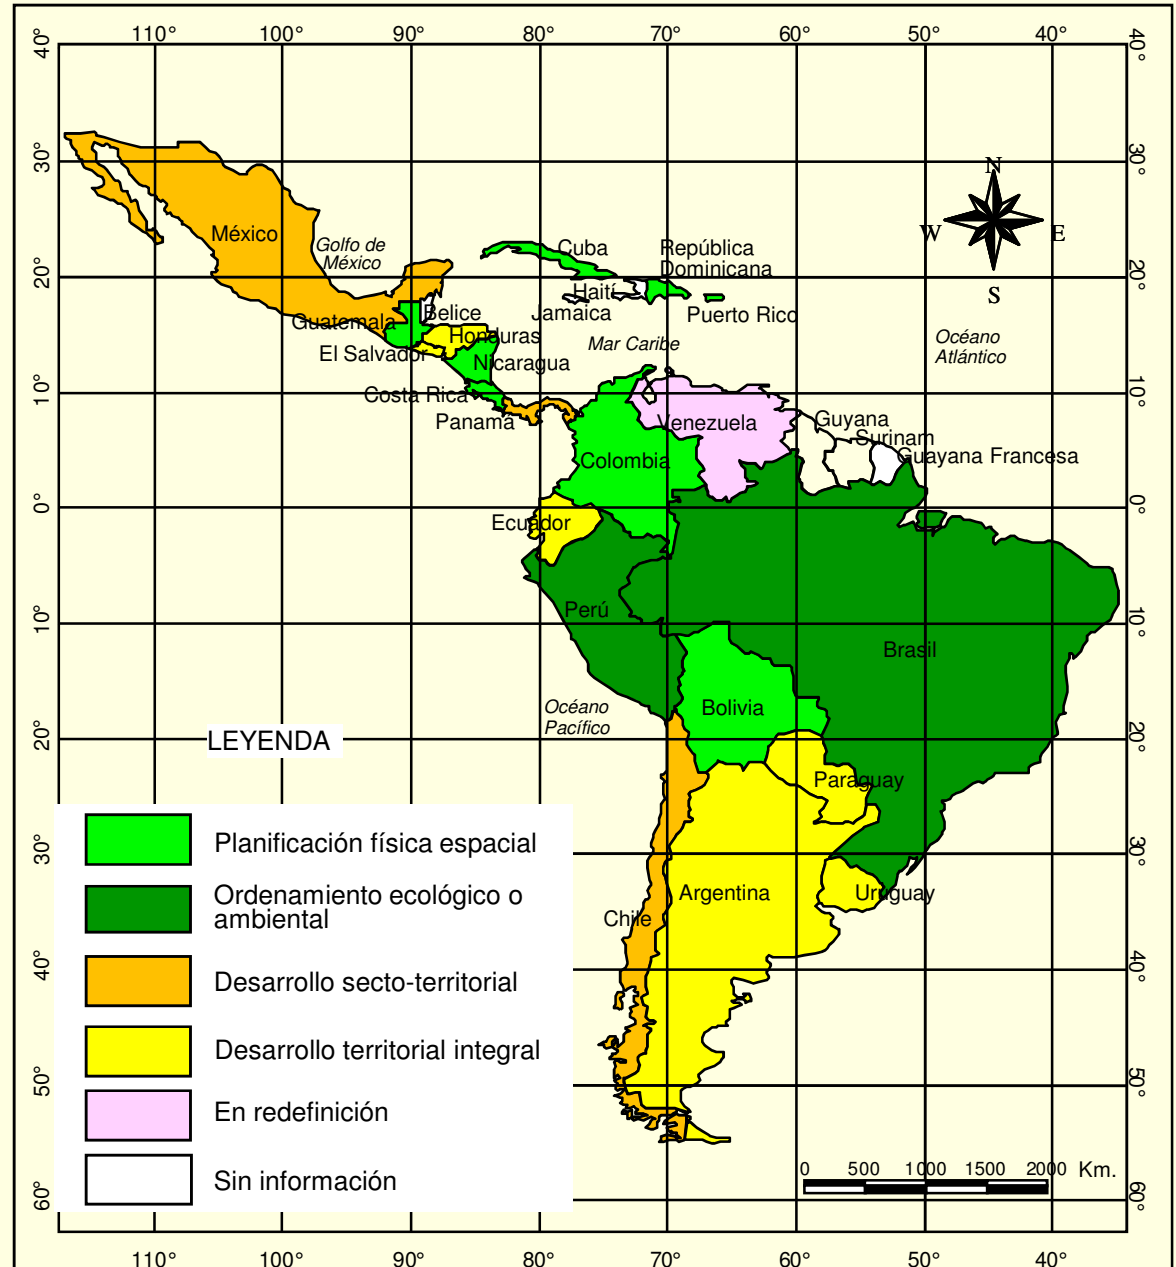 110° 100° 90° 80° 70° 60° 50° 40°
40° 40°
30° 30°
N
W E
S
México
Golfo de
México
Cuba
República
Dominicana
20° 20°
Haití
Jamaica
Puerto Rico
Belice
Guatemala
Honduras
El Salvador
Nicaragua
Mar Caribe
Océano
Atlántico
10° 10°
Costa Rica
Panamá
Venezuela
Guyana
Surinam
Guayana Francesa
Colombia
0° 0°
Ecuador
Perú
10° 10°
Brasil
Bolivia
Océano
Pacífico
20° 20°
LEYENDA
Paraguay
Planificación física espacial
30° 30°
Ordenamiento ecológico o
ambiental
Argentina
Uruguay
Chile
40° 40°
Desarrollo secto-territorial
Desarrollo territorial integral
50° 50°
En redefinición
Sin información
0 500 1000 1500 2000 Km.
60° 60°
110° 100° 90° 80° 70° 60° 50° 40°